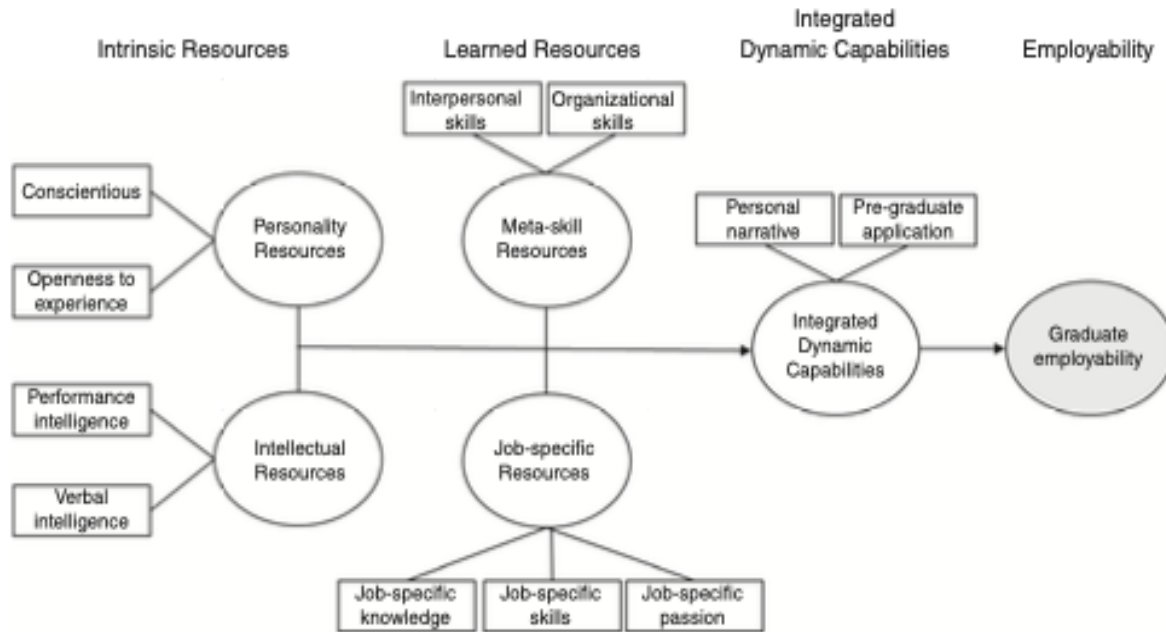 Intrinsic Resources
Learned Resources
Integrated
Dynamic Capabilities
Employability
Interpersonal
skills
Organizational
skills
Conscientious
Openness to
experience
Personality
Resources
Meta-skill
Resources
Personal
narrative
Pre-graduate
application
Integrated
Dynamic
Capabilities
Graduate
employability
Performance
intelligence
Verbal
intelligence
Intellectual
Resources
Job-specific
Resources
Job-specific
knowledge
Job-specific
skills
Job-specific
passion